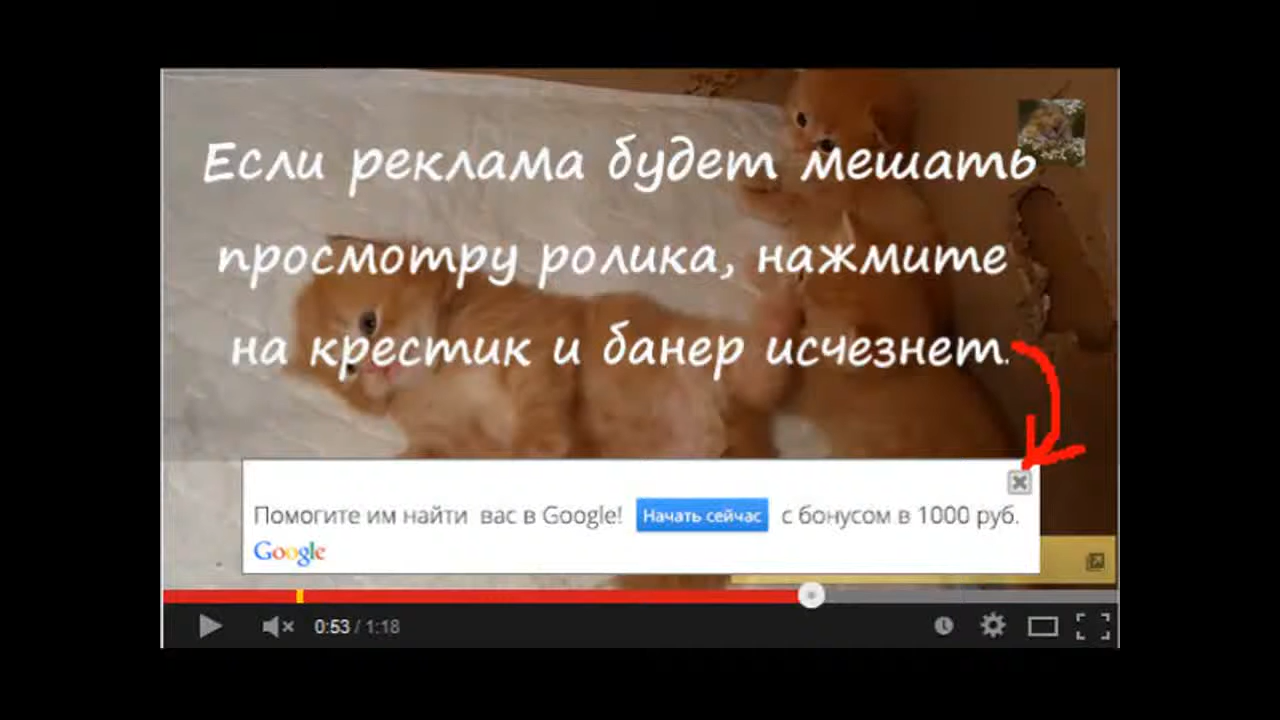 Если реклама будет мешать
просмотру ролика, нажмите
на крестик и банер исчезнет.
Помогите им найти вас в Google! Начать сейчас с бонусом в 1000 руб.
Google
0:53 / 1:18